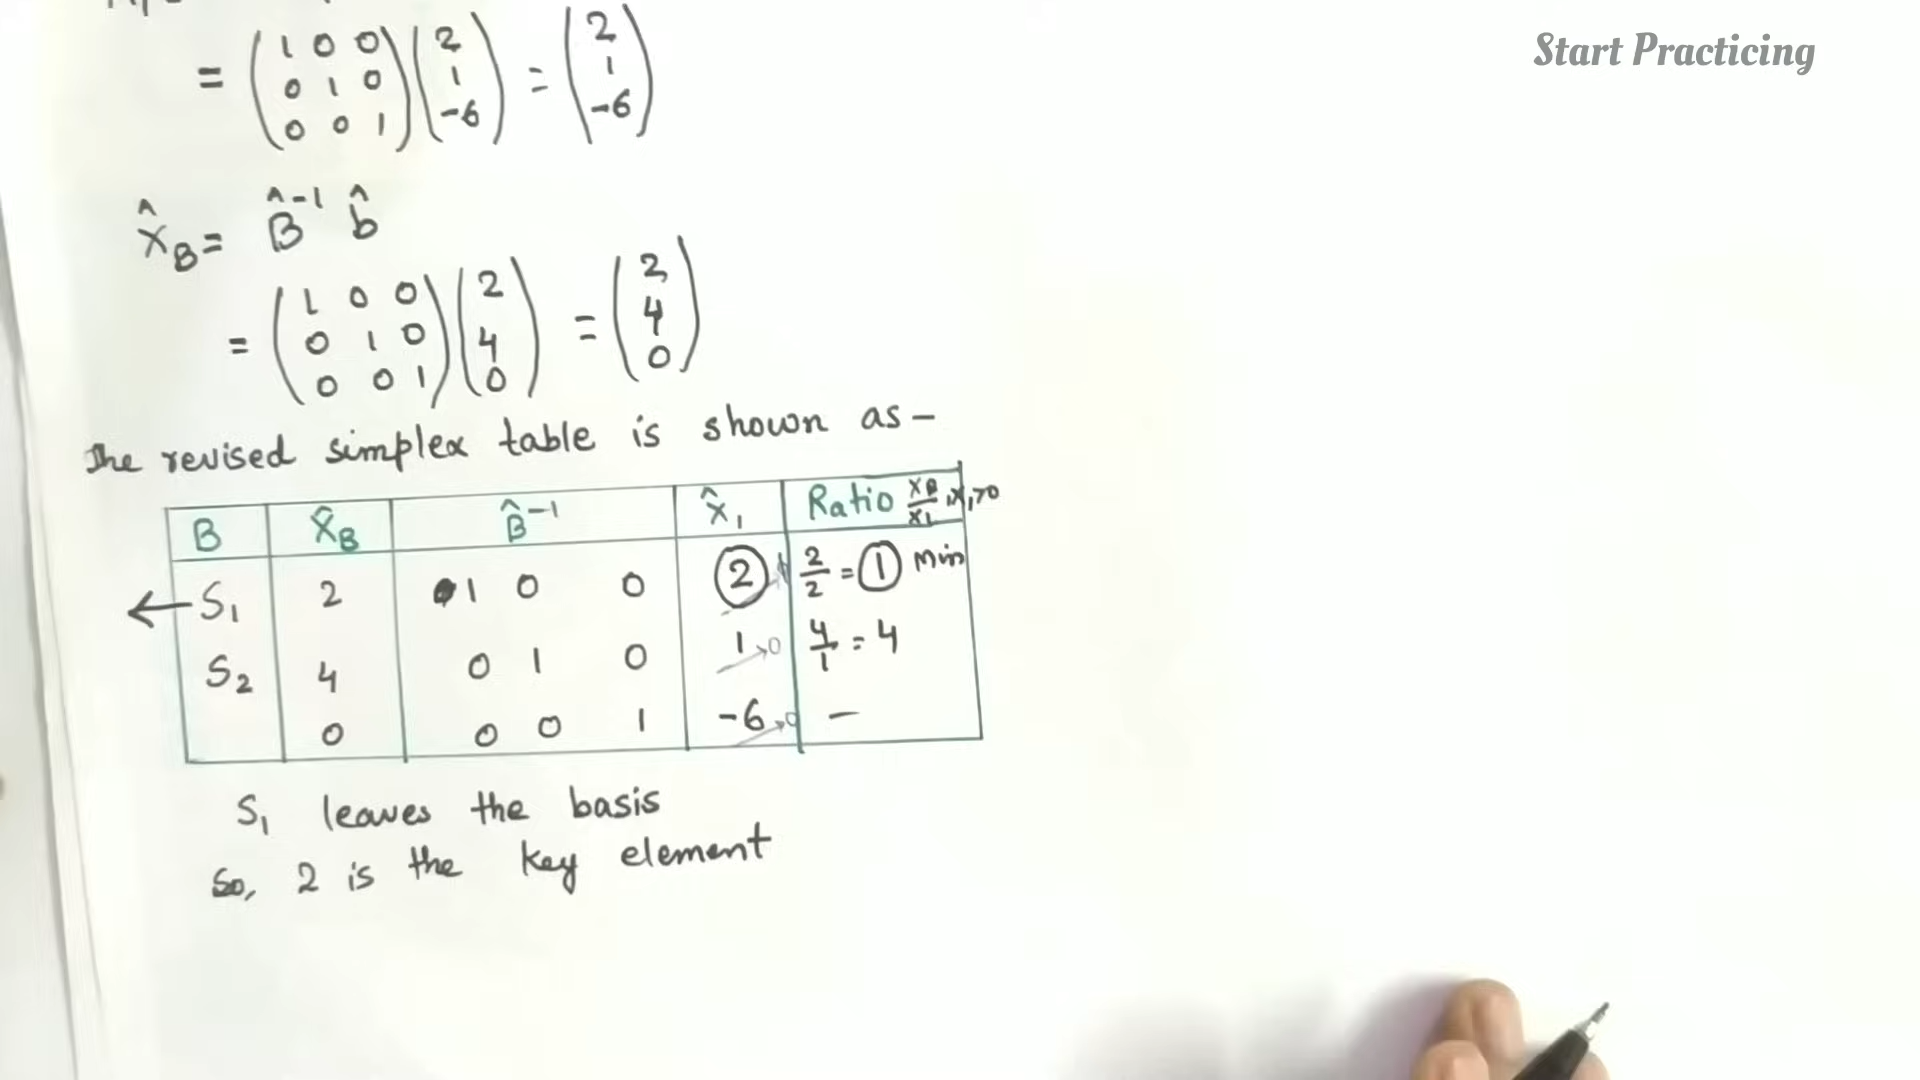 Start Practicing
= (1 0 0 (2 = (2
0 1 0 1 1
0 0 1) -6) -6)
X̂B = B̂⁻¹ b̂
= (1 0 0 (2 = (2
0 1 0 4 4
0 0 1) 0) 0)
The revised simplex table is shown as –
B X̂B B̂⁻¹ X̂₁ Ratio XB/X₁, X₁>0
← S₁ 2 1 0 0 2 → 1 2/2 = 1 Min
S₂ 4 0 1 0 1 → 0 4/1 = 4
0 0 0 1 -6 → 0 –
S₁ leaves the basis
So, 2 is the key element